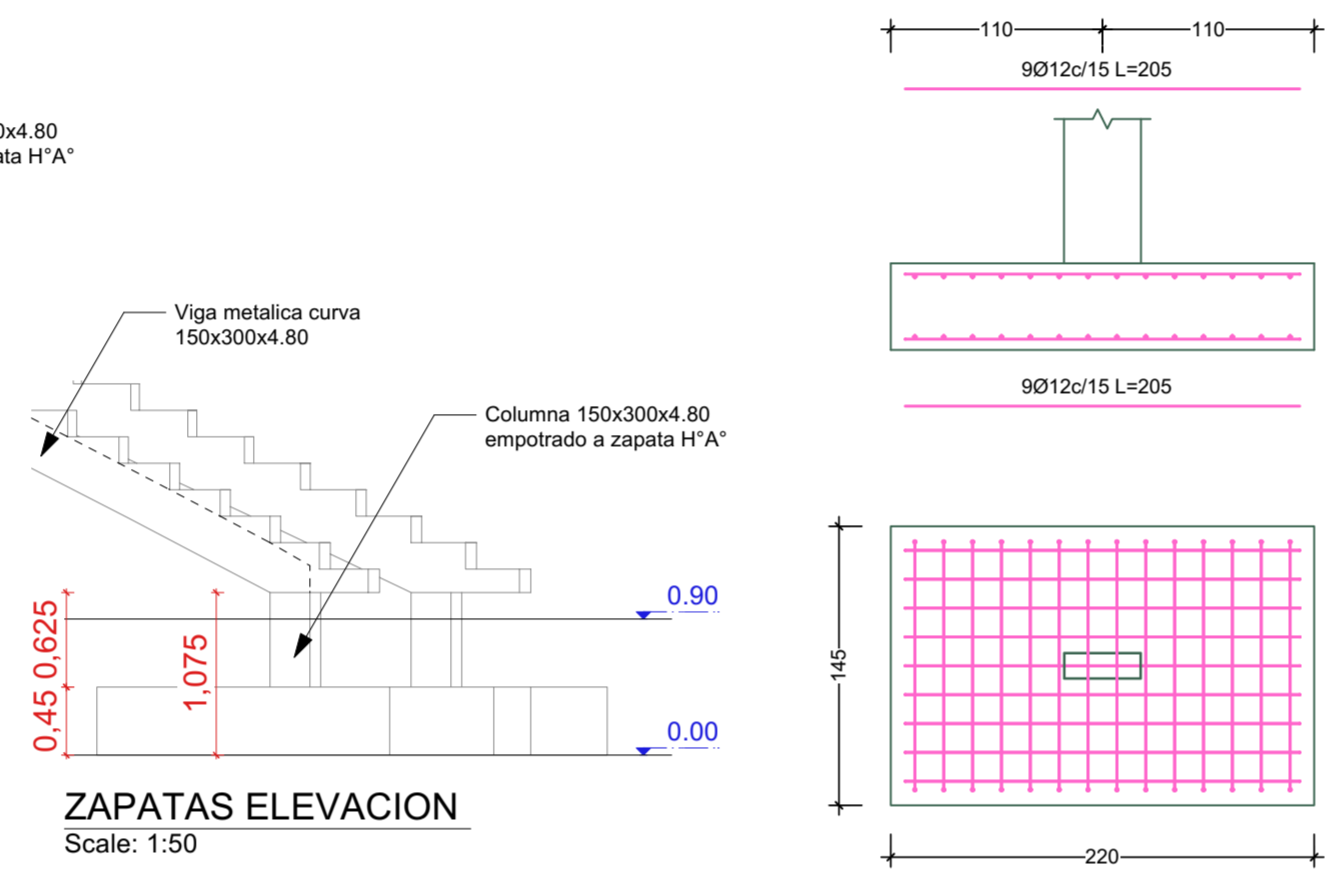 0x4.80
ata H°A°
Viga metalica curva
150x300x4.80
Columna 150x300x4.80
empotrado a zapata H°A°
0.90
0,625
1,075
0,45
0.00
ZAPATAS ELEVACION
Scale: 1:50
110 110
9Ø12c/15 L=205
9Ø12c/15 L=205
145
220